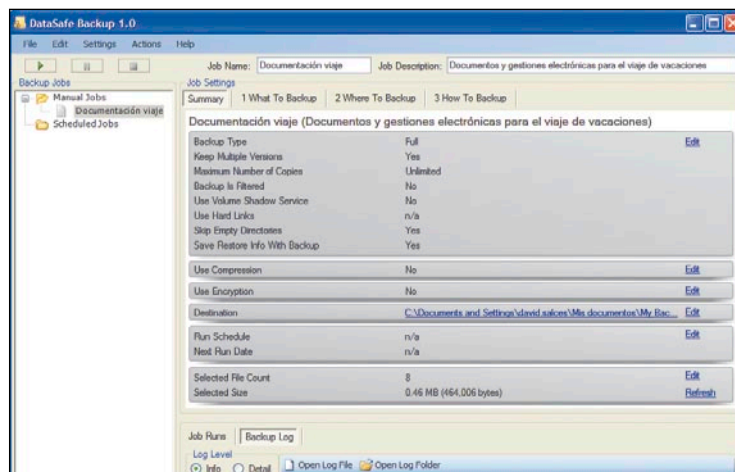 DataSafe Backup 1.0
File Edit Settings Actions Help
Job Name: Documentación viaje Job Description: Documentos y gestiones electrónicas para el viaje de vacaciones
Backup Jobs
Manual Jobs
Documentación viaje
Scheduled Jobs
Job Settings
Summary 1 What To Backup 2 Where To Backup 3 How To Backup
Documentación viaje (Documentos y gestiones electrónicas para el viaje de vacaciones)
Backup Type Full Edit
Keep Multiple Versions Yes
Maximum Number of Copies Unlimited
Backup Is Filtered No
Use Volume Shadow Service No
Use Hard Links n/a
Skip Empty Directories Yes
Save Restore Info With Backup Yes
Use Compression No Edit
Use Encryption No Edit
Destination C:\Documents and Settings\david.salces\Mis documentos\My Bac... Edit
Run Schedule n/a Edit
Next Run Date n/a
Selected File Count 8 Edit
Selected Size 0.46 MB (464,006 bytes) Refresh
Job Runs Backup Log
Log Level
Info Detail Open Log File Open Log Folder